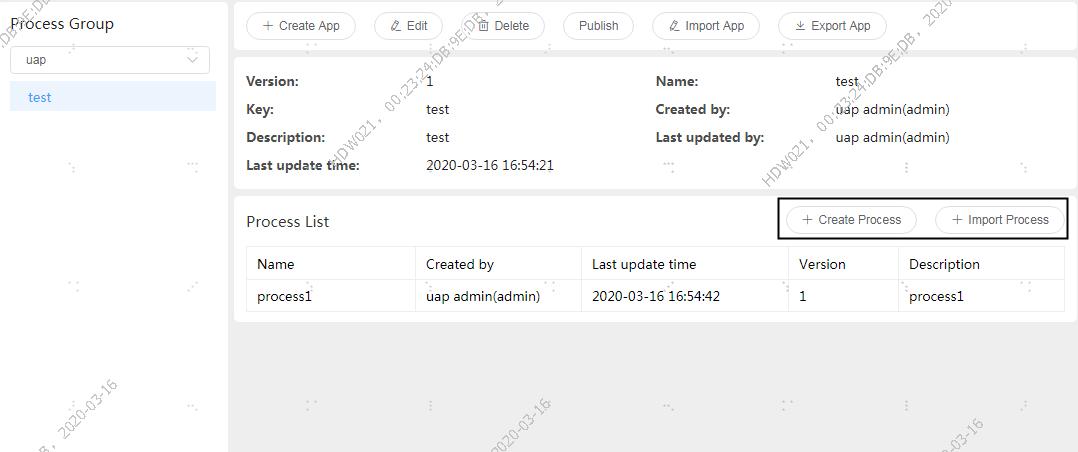 Process Group
uap
test
Create App Edit Delete Publish Import App Export App
Version: 1 Name: test
Key: test Created by: uap admin(admin)
Description: test Last updated by: uap admin(admin)
Last update time: 2020-03-16 16:54:21
Process List
Create Process Import Process
Name Created by Last update time Version Description
process1 uap admin(admin) 2020-03-16 16:54:42 1 process1
HDW021, 00:23:24:DB:9E:DB, 2020
HDW021, 00:23:24:DB:9E:DB, 2020
DB, 2020-03-16
2020-03-16
03-16